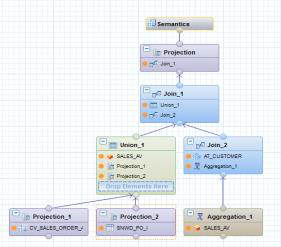 Semantics
Projection
Join_1
Join_1
Union_1
Join_2
Union_1
SALES_AV
Projection_1
Projection_2
Drop Elements Here
Join_2
AT_CUSTOMER
Aggregation_1
Projection_1
CV_SALES_ORDER_
Projection_2
SNWD_PO_I
Aggregation_1
SALES_AV